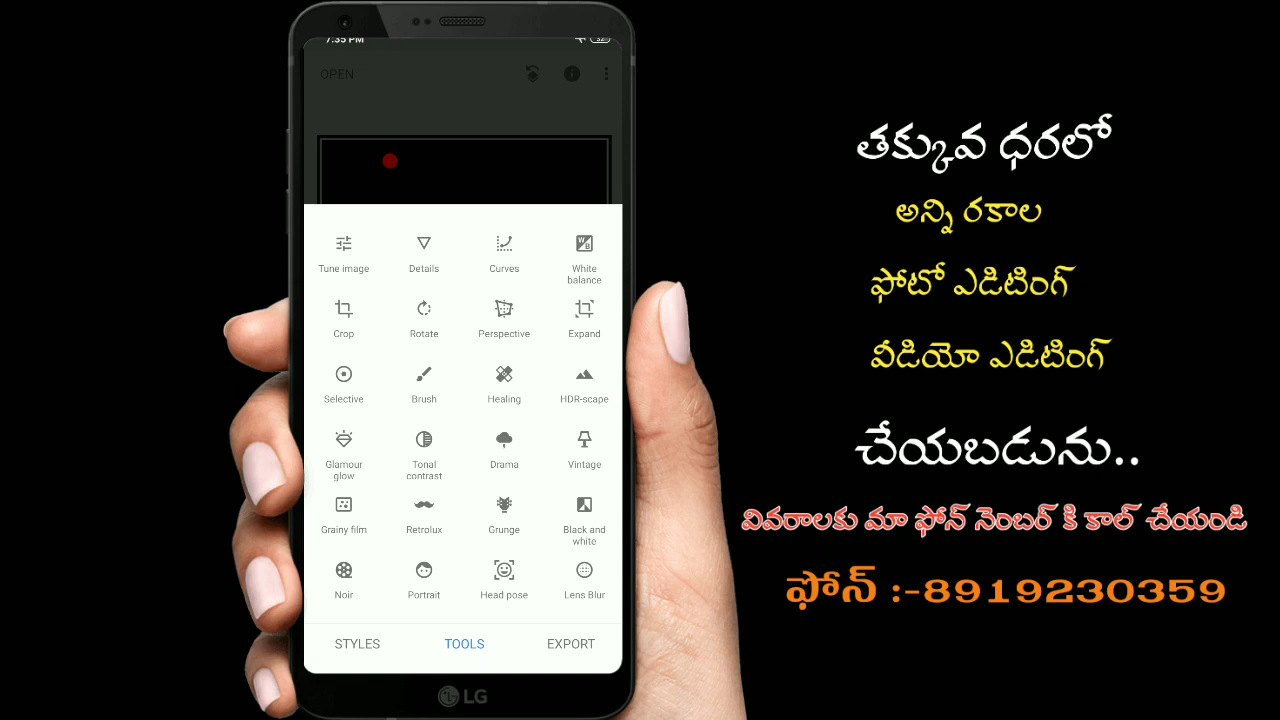 7:35 PM
OPEN
Tune image
Details
Curves
White
balance
Crop
Rotate
Perspective
Expand
Selective
Brush
Healing
HDR-scape
Glamour
glow
Tonal
contrast
Drama
Vintage
Grainy film
Retrolux
Grunge
Black and
white
Noir
Portrait
Head pose
Lens Blur
STYLES
TOOLS
EXPORT
LG
తక్కువ ధరలో
అన్ని రకాల
ఫోటో ఎడిటింగ్
వీడియో ఎడిటింగ్
చేయబడును..
వివరాలకు మా ఫోన్ నెంబర్ కి కాల్ చేయండి
ఫోన్ :-8919230359